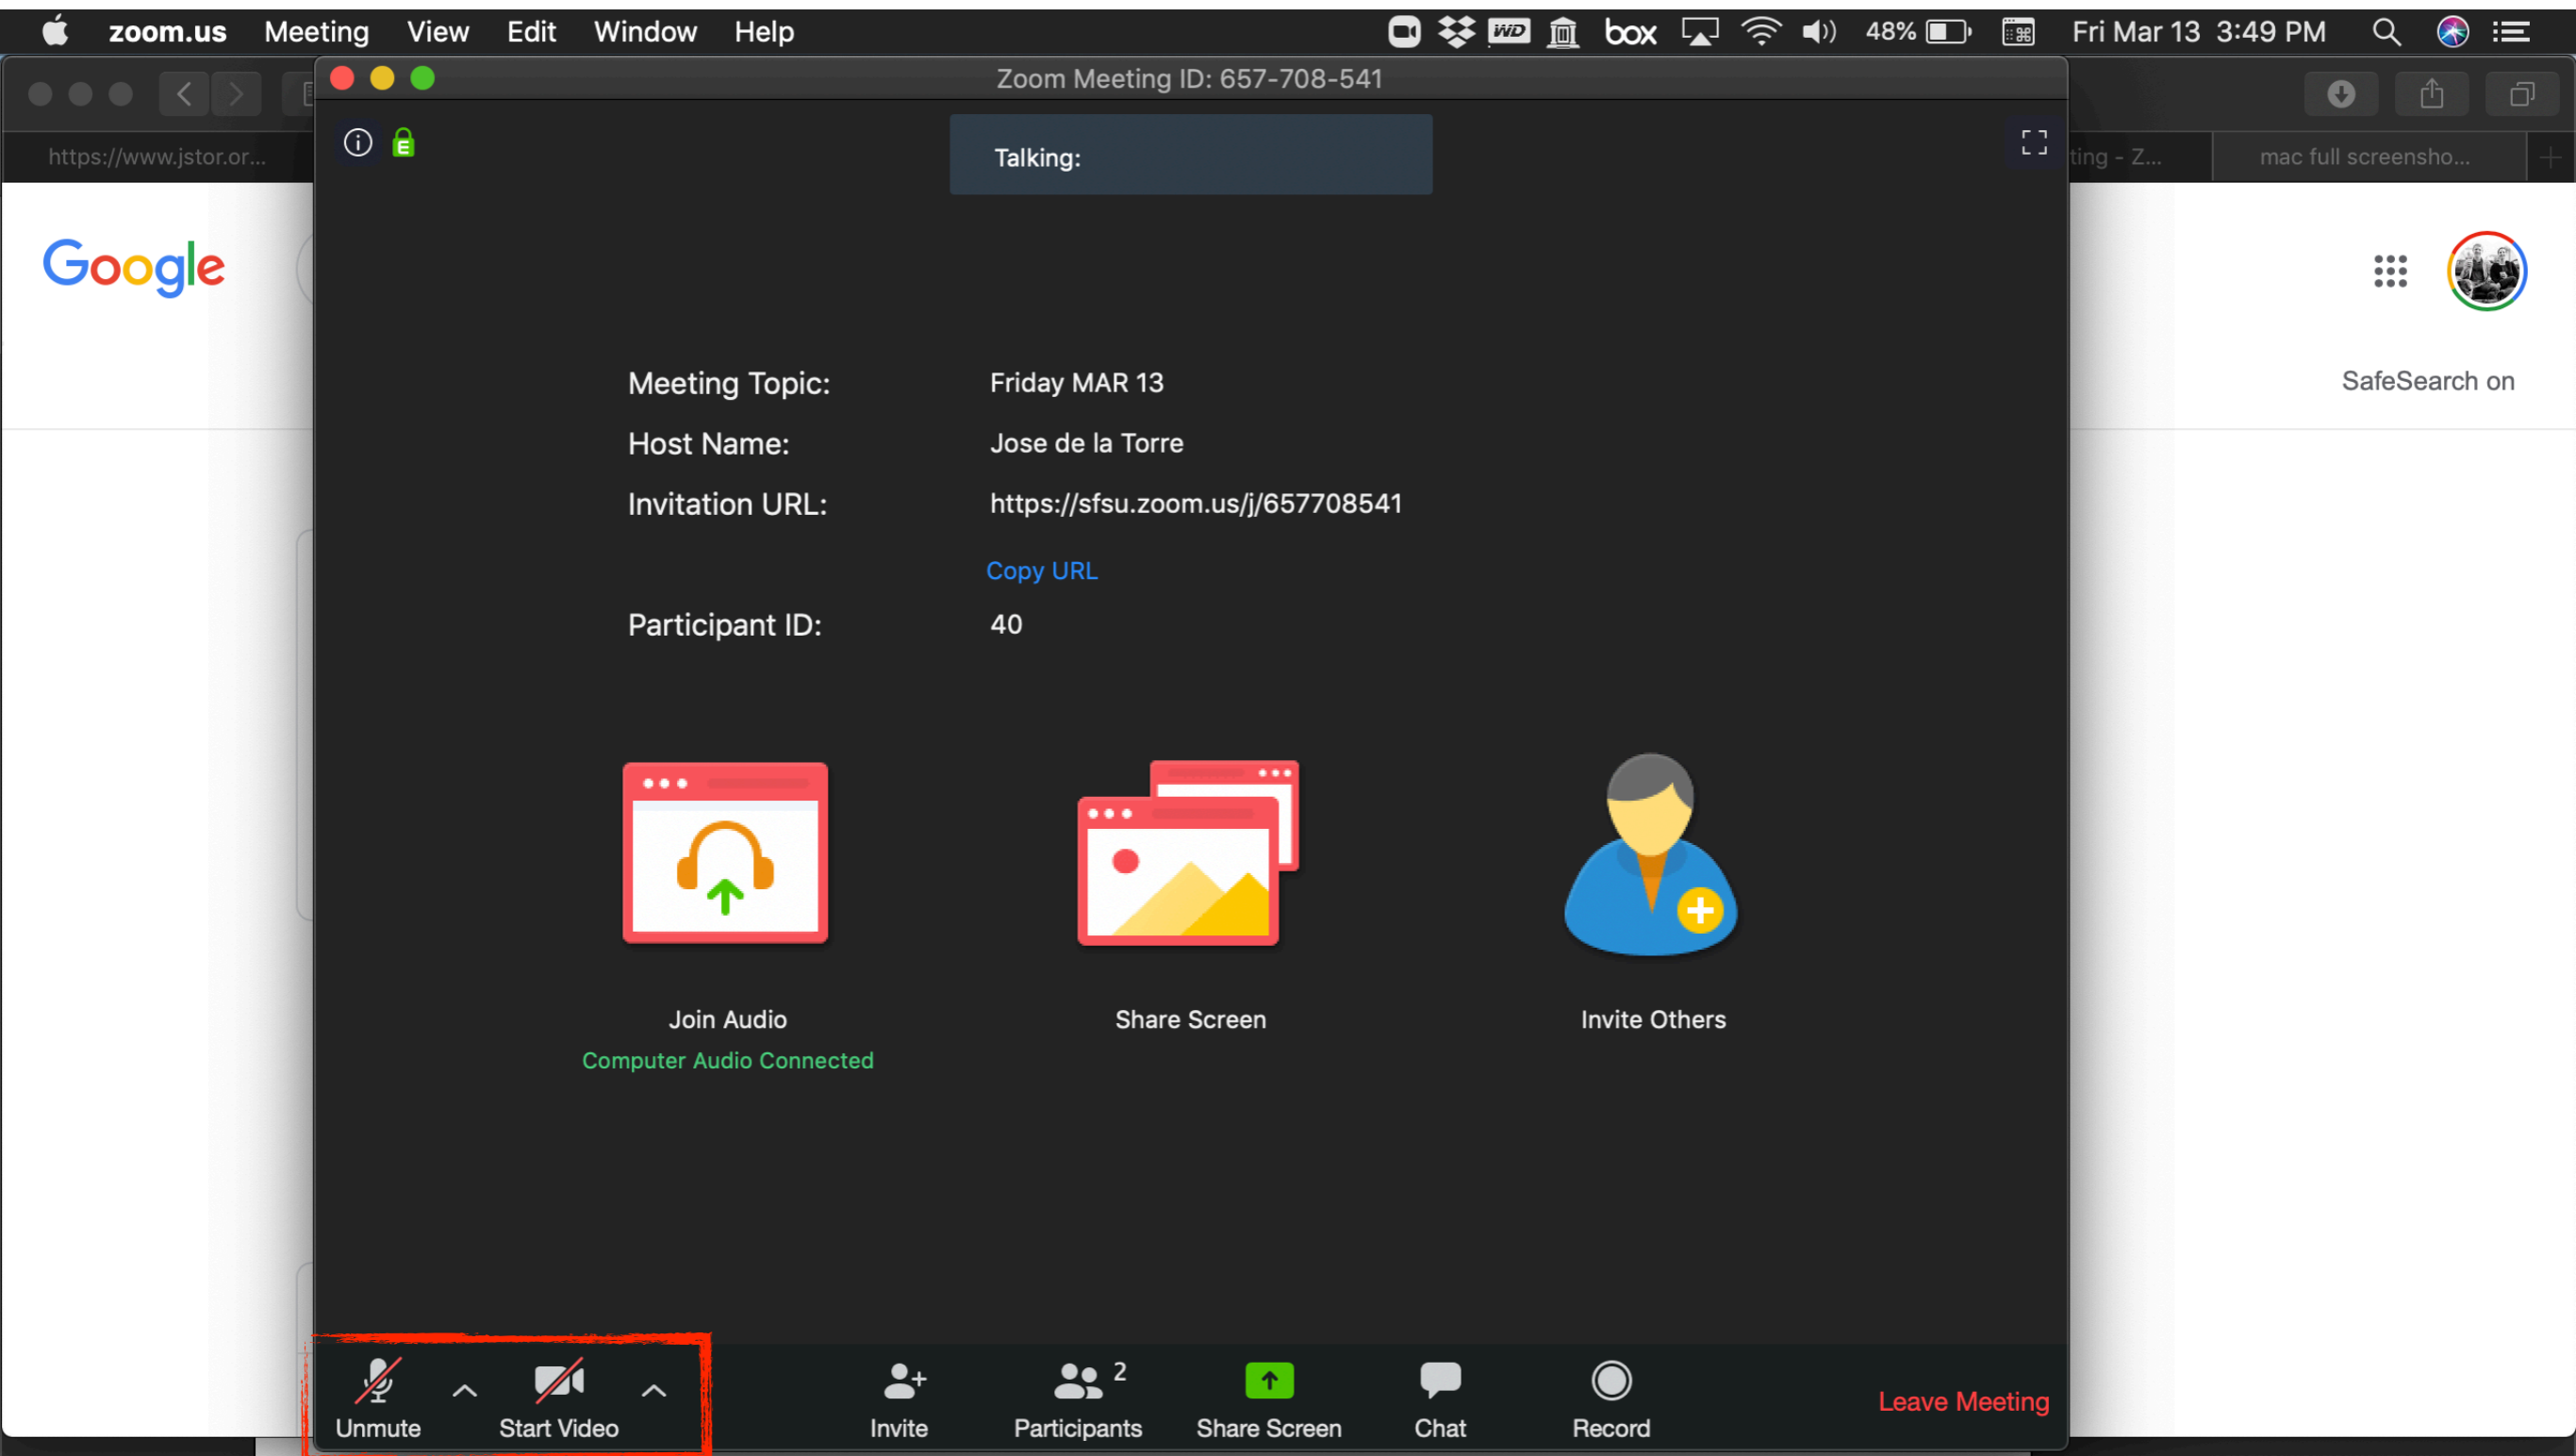 zoom.us Meeting View Edit Window Help WD box 48% Fri Mar 13 3:49 PM
Zoom Meeting ID: 657-708-541
https://www.jstor.or...
E
Talking:
ting - Z...
mac full screensho...
Google
SafeSearch on
Meeting Topic: Friday MAR 13
Host Name: Jose de la Torre
Invitation URL: https://sfsu.zoom.us/j/657708541
Copy URL
Participant ID: 40
Join Audio Share Screen Invite Others
Computer Audio Connected
2
Unmute Start Video Invite Participants Share Screen Chat Record Leave Meeting